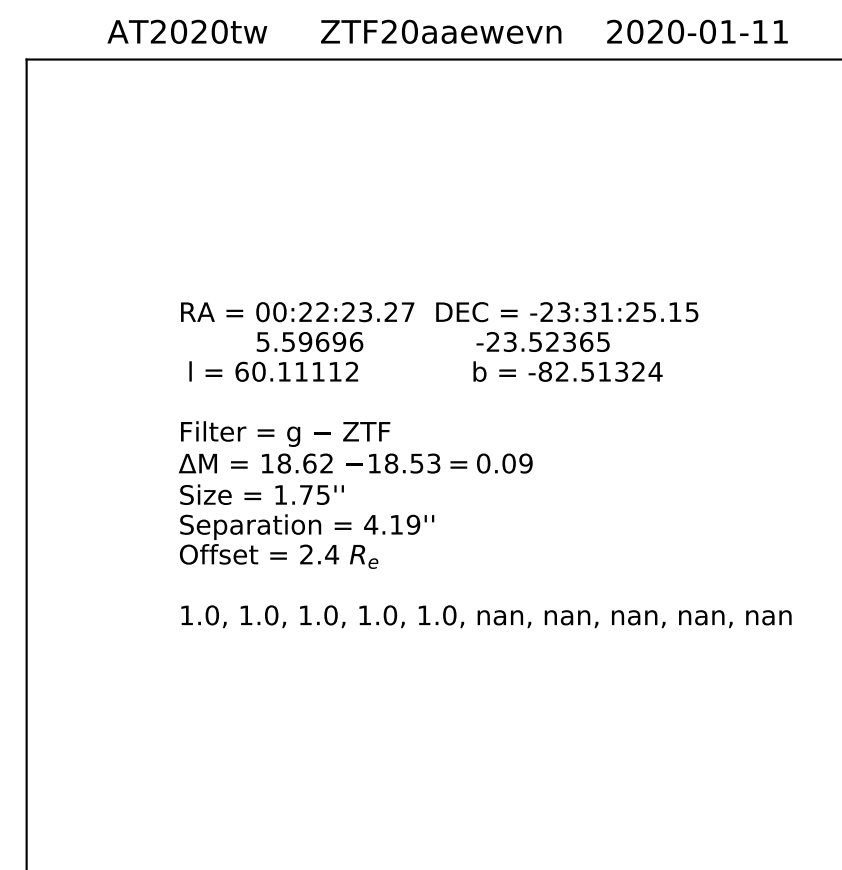 AT2020tw ZTF20aaewevn 2020-01-11
RA = 00:22:23.27 DEC = -23:31:25.15
5.59696 -23.52365
l = 60.11112 b = -82.51324
Filter = g − ZTF
ΔM = 18.62 −18.53 = 0.09
Size = 1.75''
Separation = 4.19''
Offset = 2.4 Re
1.0, 1.0, 1.0, 1.0, 1.0, nan, nan, nan, nan, nan